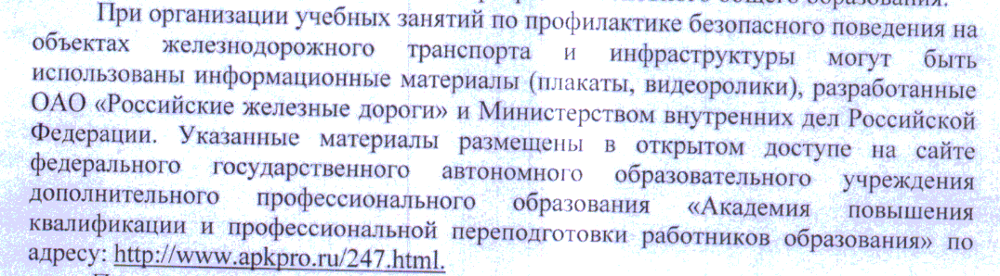 При организации учебных занятий по профилактике безопасного поведения на
объектах железнодорожного транспорта и инфраструктуры могут быть
использованы информационные материалы (плакаты, видеоролики), разработанные
ОАО «Российские железные дороги» и Министерством внутренних дел Российской
Федерации. Указанные материалы размещены в открытом доступе на сайте
федерального государственного автономного образовательного учреждения
дополнительного профессионального образования «Академия повышения
квалификации и профессиональной переподготовки работников образования» по
адресу: http://www.apkpro.ru/247.html.